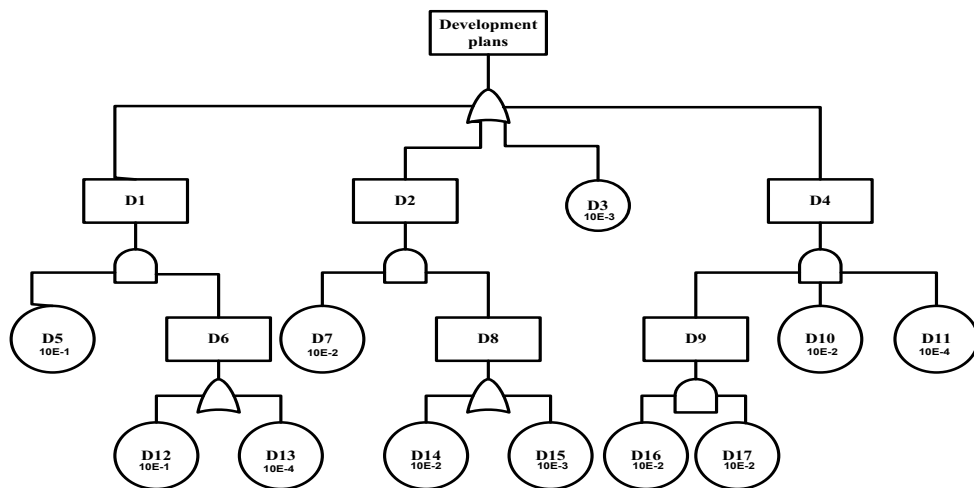 Development
plans
D1
D2
D3
10E-3
D4
D5
10E-1
D6
D7
10E-2
D8
D9
D10
10E-2
D11
10E-4
D12
10E-1
D13
10E-4
D14
10E-2
D15
10E-3
D16
10E-2
D17
10E-2